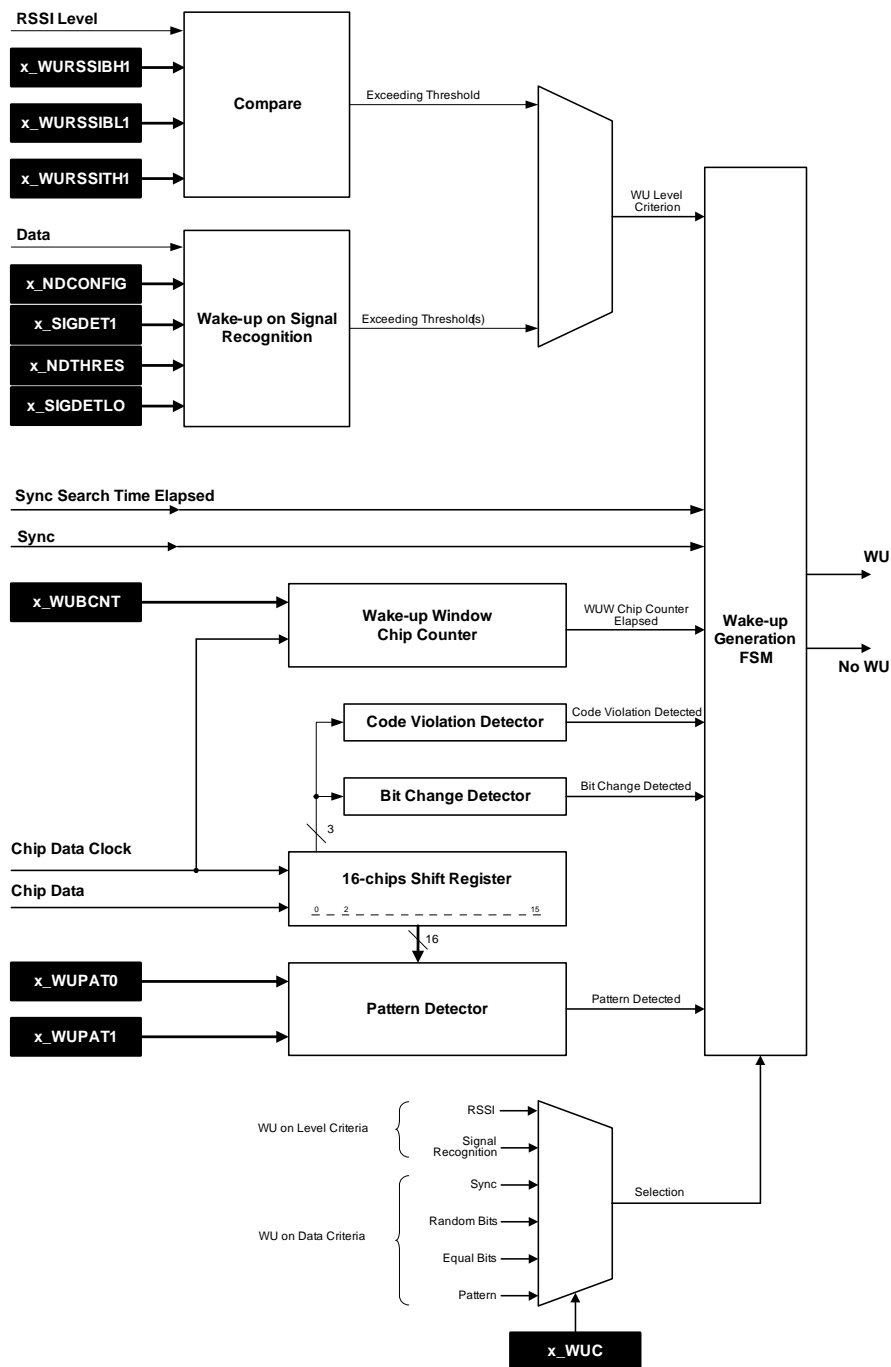 RSSI Level
x_WURSSIBH1
x_WURSSIBL1
x_WURSSITH1
Compare
Exceeding Threshold
WU Level
Criterion
Data
x_NDCONFIG
x_SIGDET1
x_NDTHRES
x_SIGDETLO
Wake-up on Signal
Recognition
Exceeding Threshold(s)
Sync Search Time Elapsed
Sync
x_WUBCNT
Wake-up Window
Chip Counter
WUW Chip Counter
Elapsed
Wake-up
Generation
FSM
WU
No WU
Code Violation Detector
Code Violation Detected
Bit Change Detector
Bit Change Detected
3
Chip Data Clock
Chip Data
16-chips Shift Register
0 2 15
16
x_WUPAT0
x_WUPAT1
Pattern Detector
Pattern Detected
WU on Level Criteria
RSSI
Signal
Recognition
WU on Data Criteria
Sync
Random Bits
Equal Bits
Pattern
Selection
x_WUC